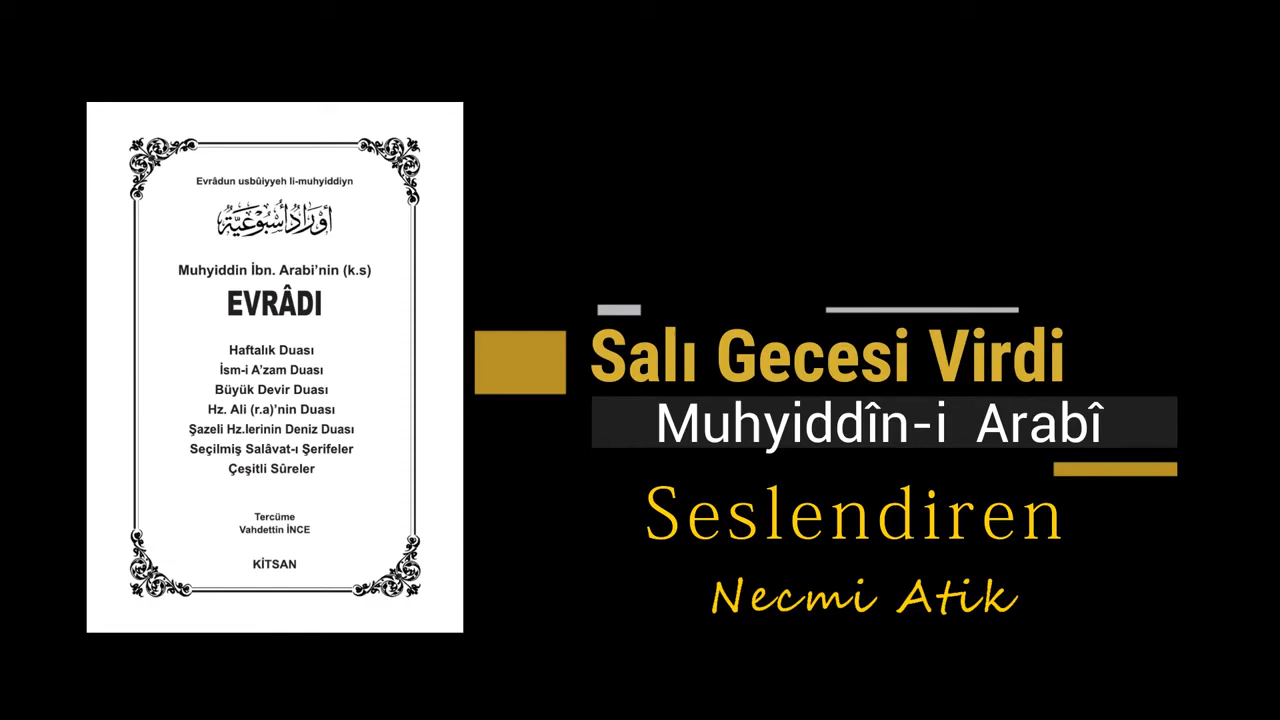 Evrâdun usbûiyyeh li-muhyiddiyn
أَوْرَادُ أُسْبُوْعِيَّةُ
Muhyiddin İbn. Arabi'nin (k.s)
EVRÂDI
Haftalık Duası
İsm-i A'zam Duası
Büyük Devir Duası
Hz. Ali (r.a)'nin Duası
Şazeli Hz.lerinin Deniz Duası
Seçilmiş Salâvat-ı Şerifeler
Çeşitli Sûreler
Tercüme
Vahdettin İNCE
KİTSAN
Salı Gecesi Virdi
Muhyiddîn-i Arabî
Seslendiren
Necmi Atik